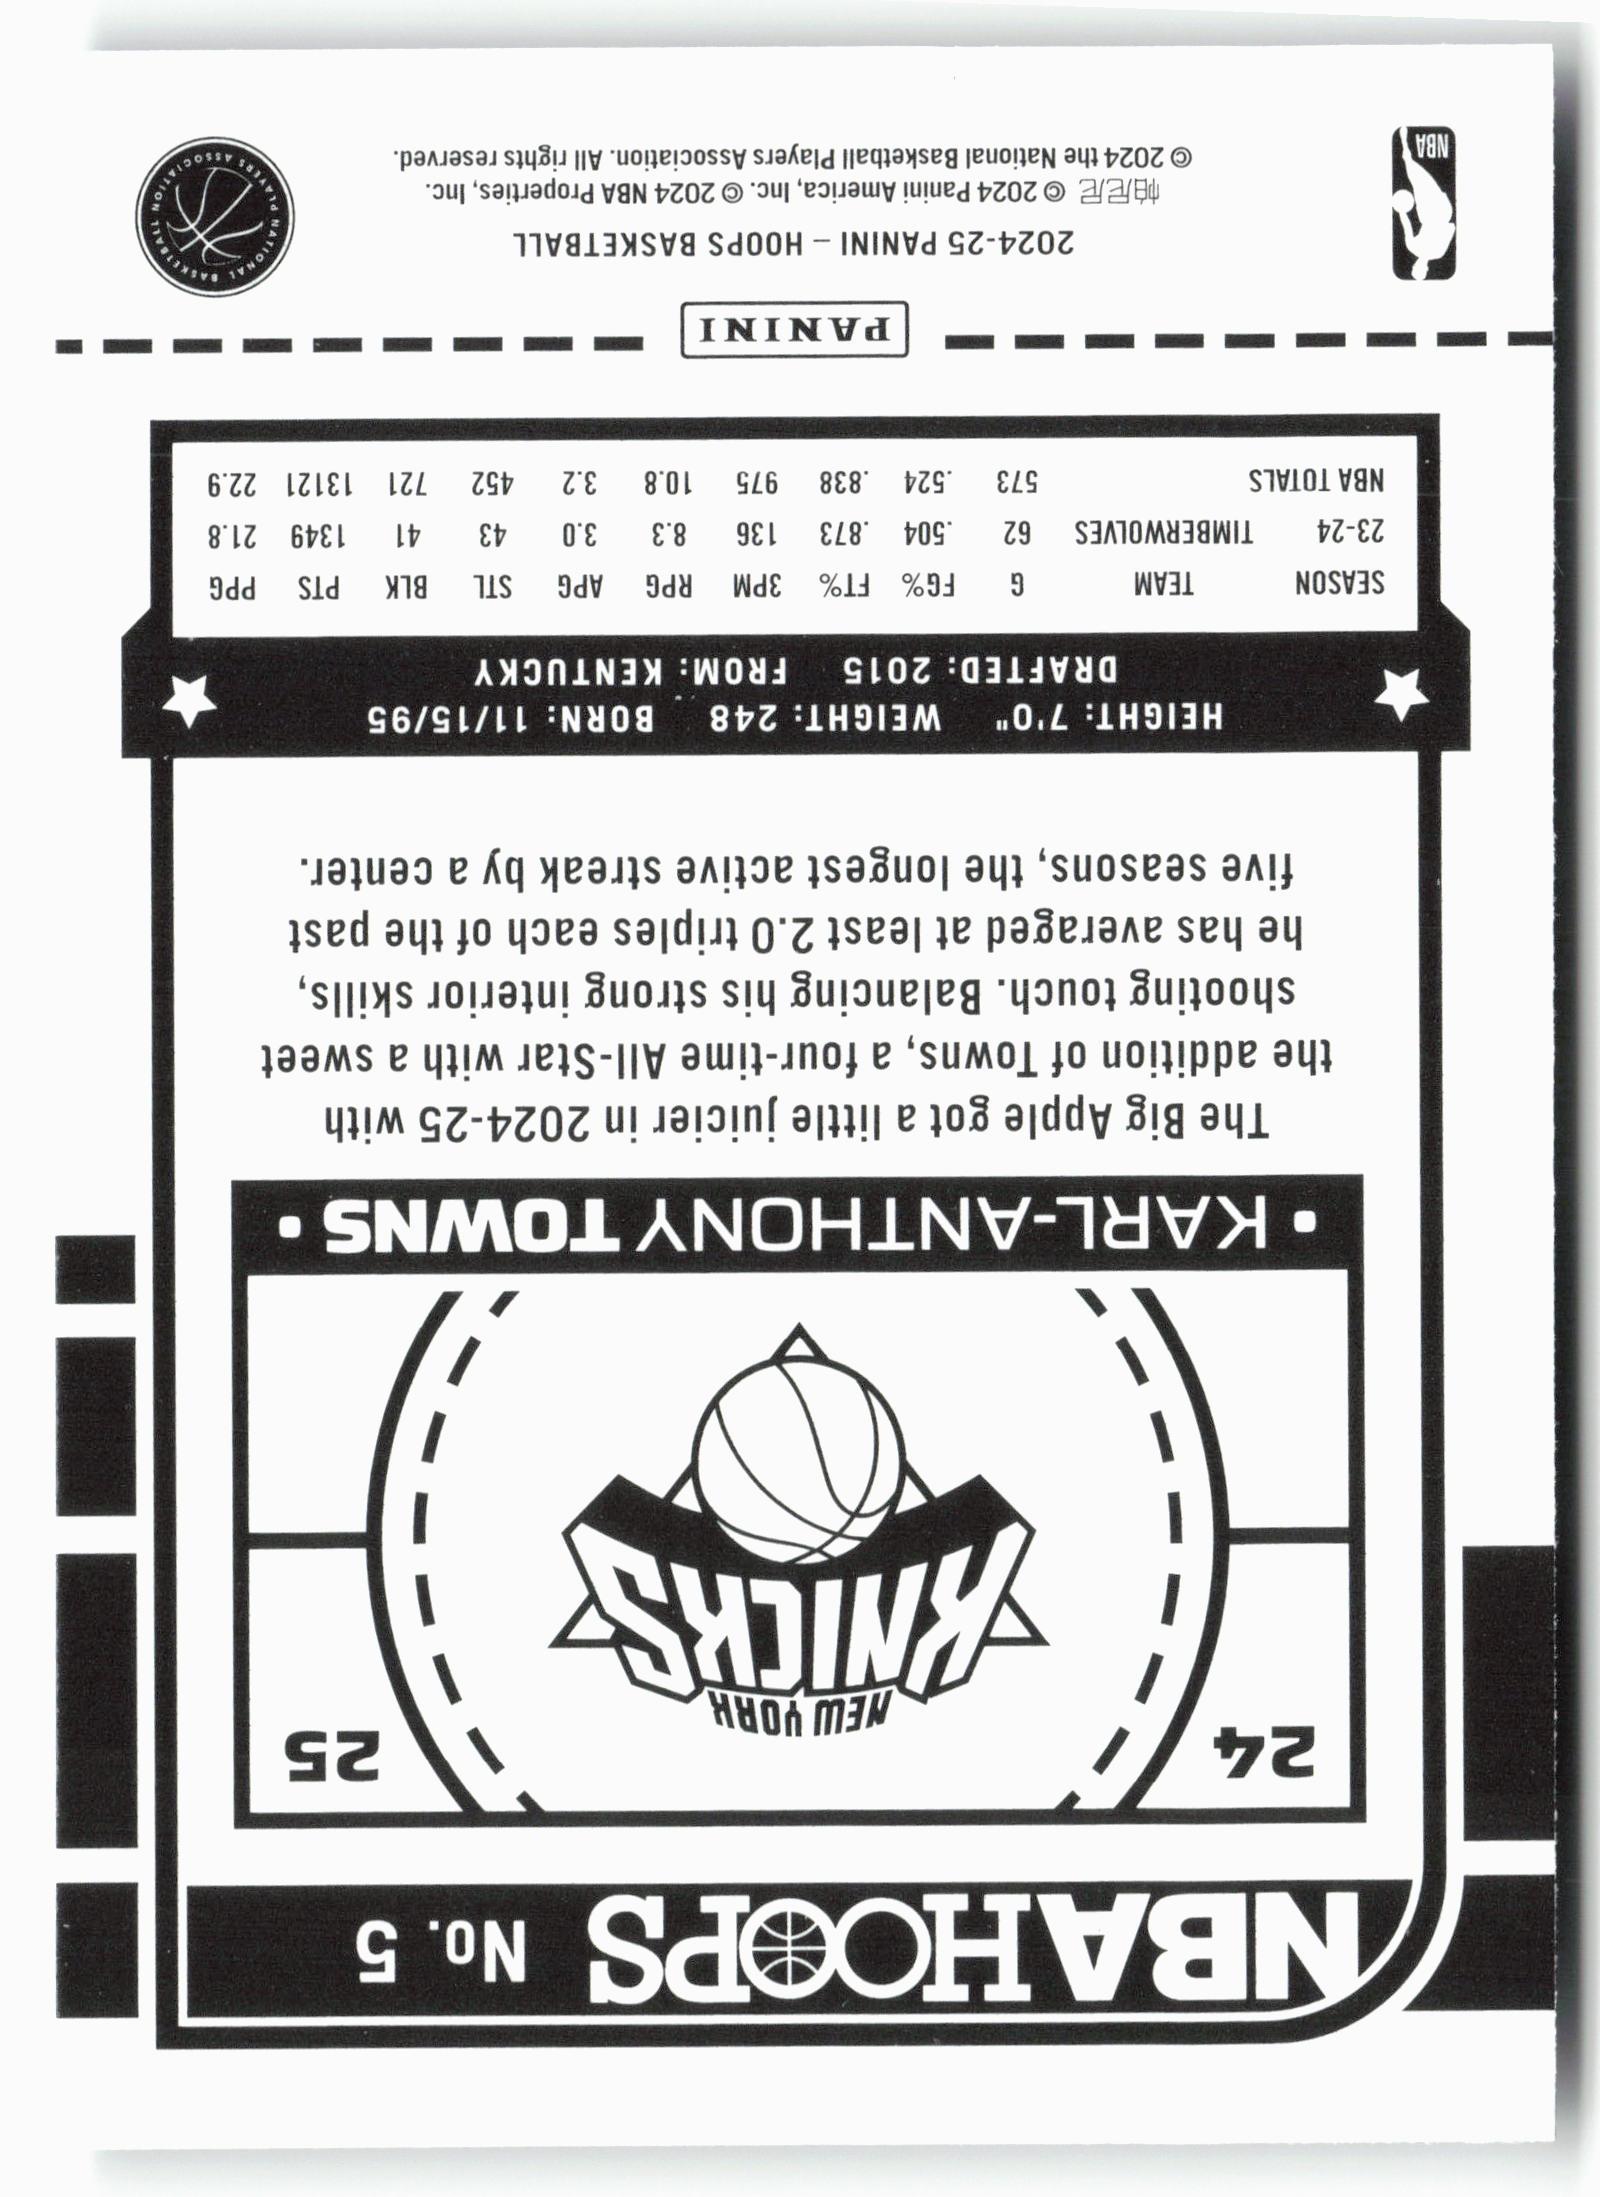 NBA HOOPS No. 5
24 25
NEW YORK
KNICKS
• KARL-ANTHONY TOWNS •
The Big Apple got a little juicier in 2024-25 with
the addition of Towns, a four-time All-Star with a sweet
shooting touch. Balancing his strong interior skills,
he has averaged at least 2.0 triples each of the past
five seasons, the longest active streak by a center.
HEIGHT: 7'0" WEIGHT: 248 BORN: 11/15/95
DRAFTED: 2015 FROM: KENTUCKY
SEASON TEAM G FG% FT% 3PM RPG APG STL BLK PTS PPG
23-24 TIMBERWOLVES 62 .504 .873 136 8.3 3.0 43 41 1349 21.8
NBA TOTALS 573 .524 .838 975 10.8 3.2 452 721 13121 22.9
PANINI
2024-25 PANINI – HOOPS BASKETBALL
帕尼尼 © 2024 Panini America, Inc. © 2024 NBA Properties, Inc.
© 2024 the National Basketball Players Association. All rights reserved.
NBA
NATIONAL BASKETBALL PLAYERS ASSOCIATION